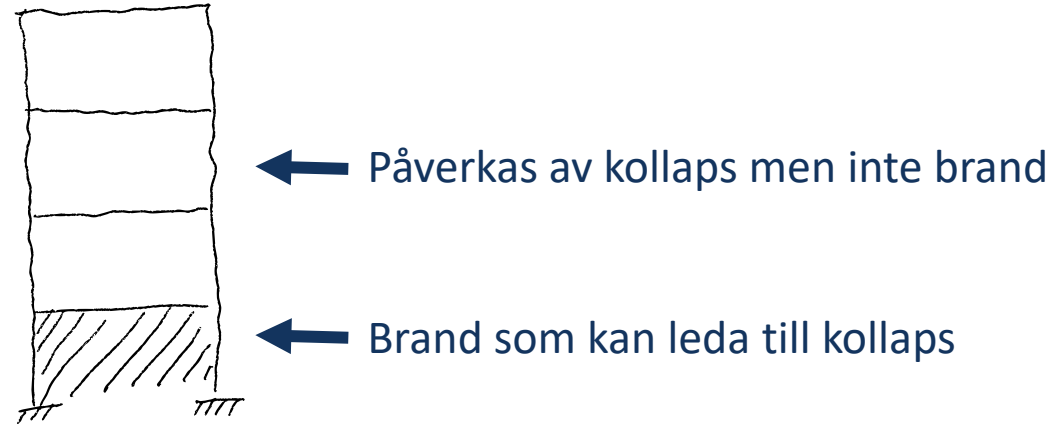 Påverkas av kollaps men inte brand
Brand som kan leda till kollaps